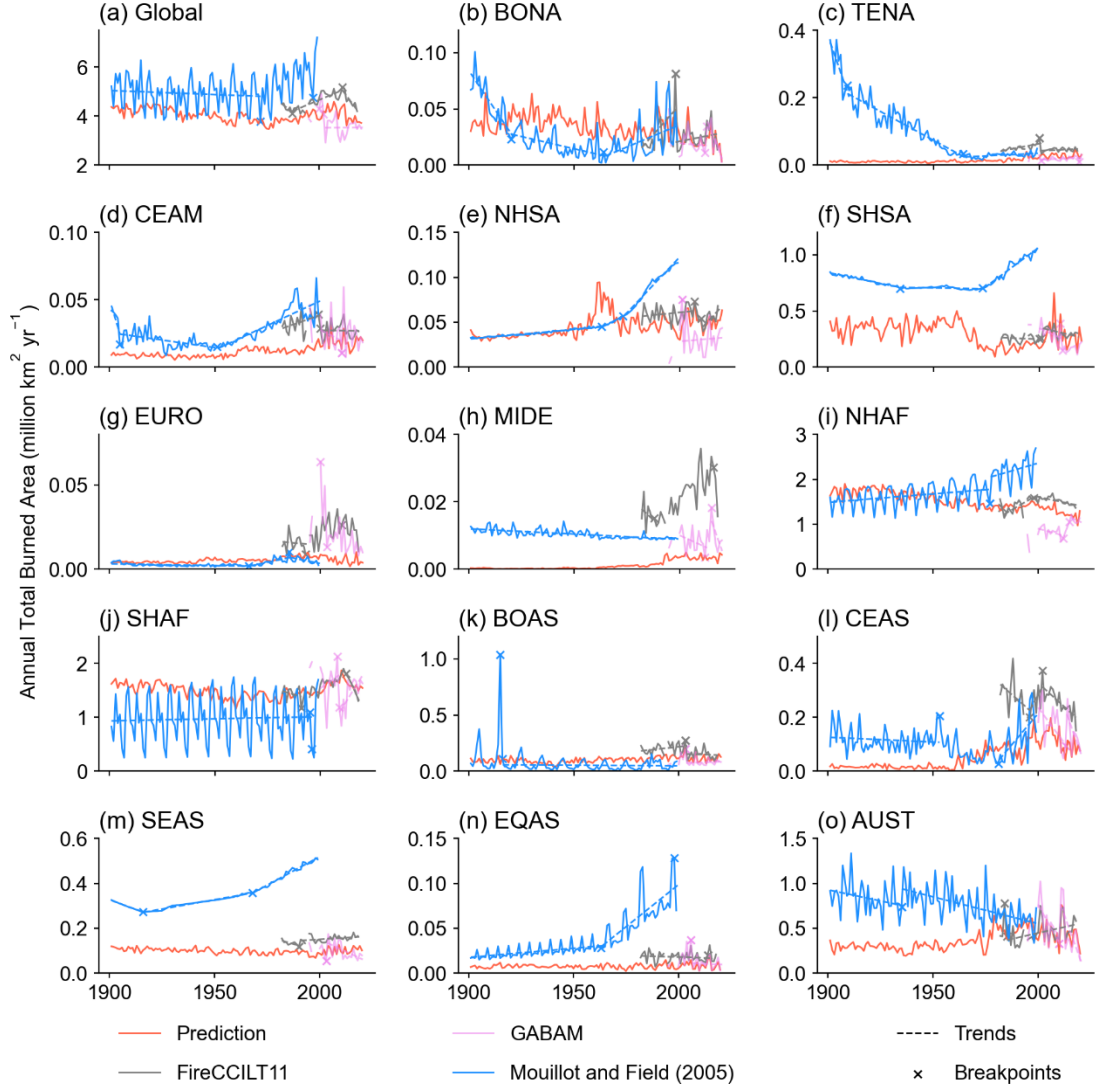 (a) Global
(b) BONA
(c) TENA
6
4
2
0.10
0.05
0.00
0.4
0.2
0.0
(d) CEAM
(e) NHSA
(f) SHSA
0.10
0.05
0.00
0.15
0.10
0.05
0.00
1.0
0.5
0.0
Annual Total Burned Area (million km² yr⁻¹)
(g) EURO
(h) MIDE
(i) NHAF
0.05
0.00
0.04
0.02
0.00
3
2
1
0
(j) SHAF
(k) BOAS
(l) CEAS
2
1
0
1.0
0.5
0.0
0.4
0.2
0.0
(m) SEAS
(n) EQAS
(o) AUST
0.6
0.4
0.2
0.0
0.15
0.10
0.05
0.00
1.5
1.0
0.5
0.0
1900 1950 2000
1900 1950 2000
1900 1950 2000
Prediction
GABAM
Trends
FireCCILT11
Mouillot and Field (2005)
Breakpoints